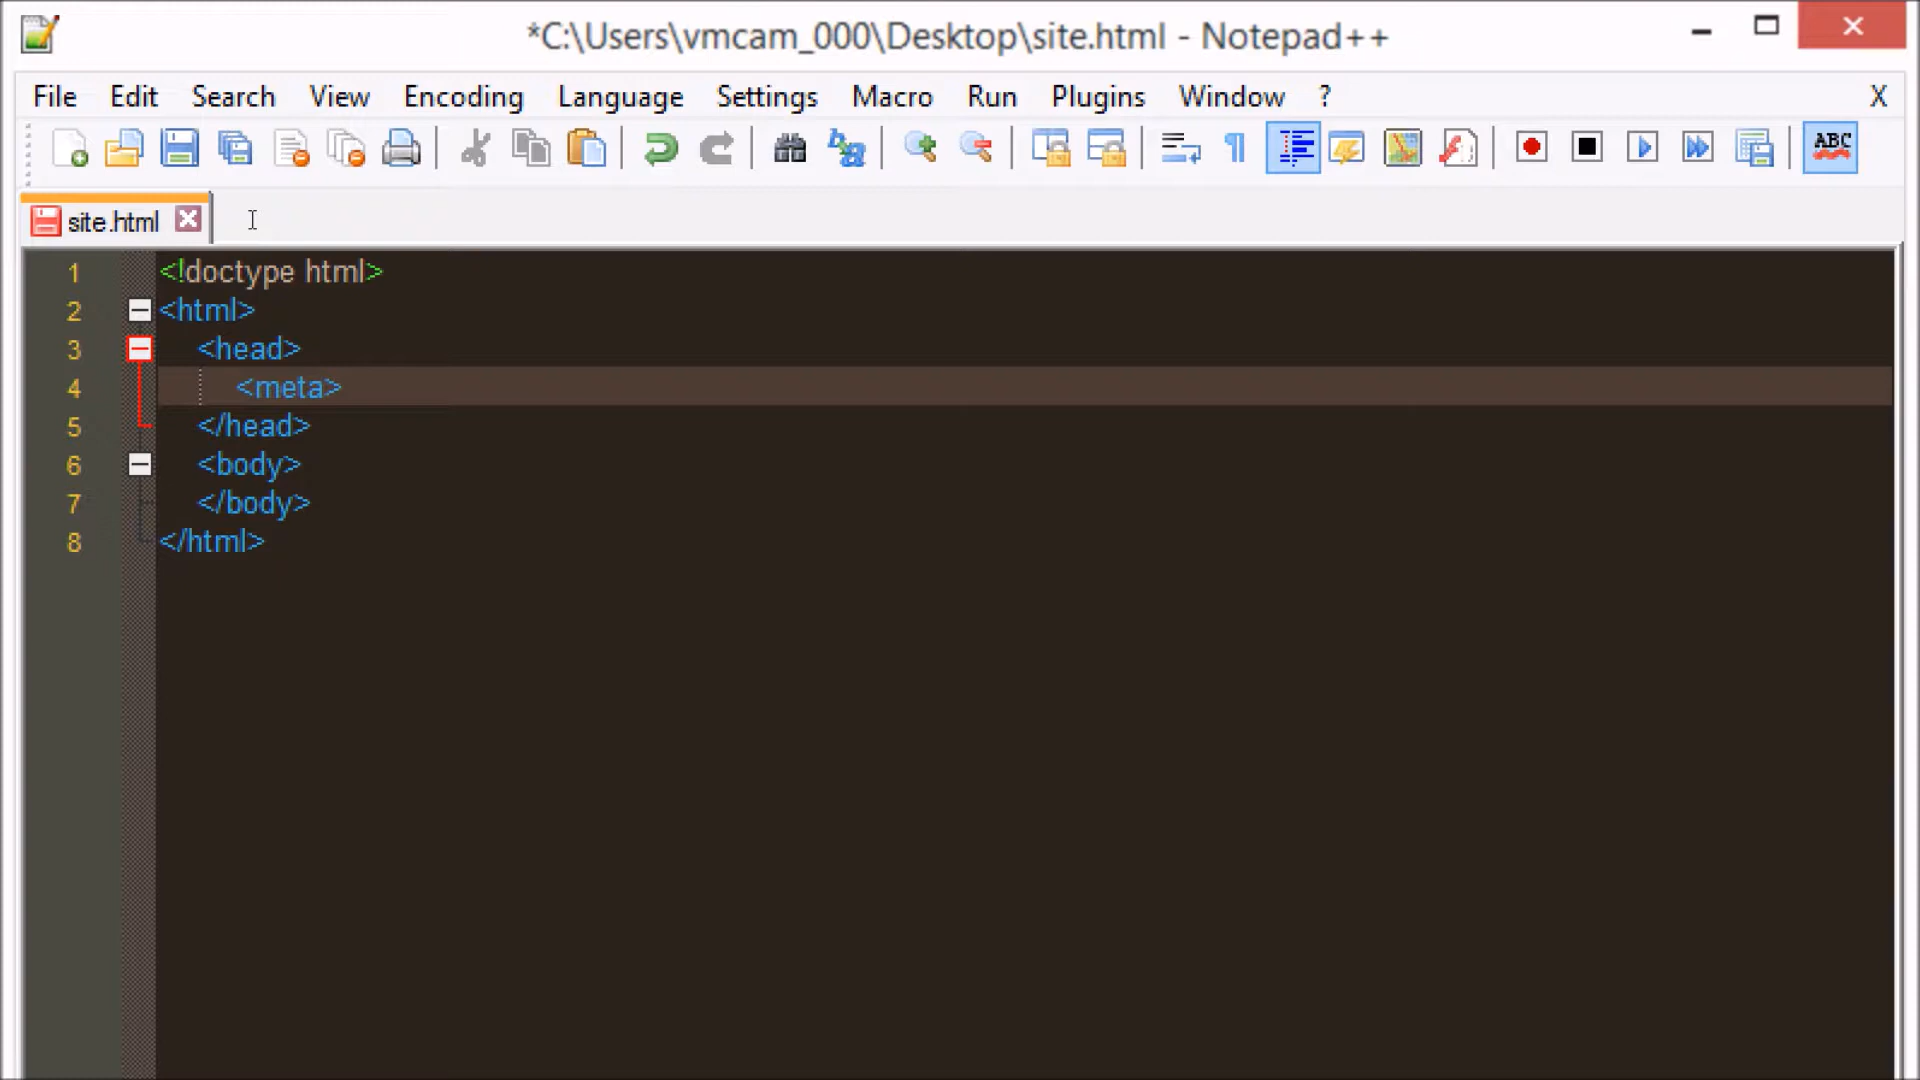 *C:\Users\vmcam_000\Desktop\site.html - Notepad++
File Edit Search View Encoding Language Settings Macro Run Plugins Window ? X
ABC
site.html
1 <!doctype html>
2 <html>
3 <head>
4 <meta>
5 </head>
6 <body>
7 </body>
8 </html>